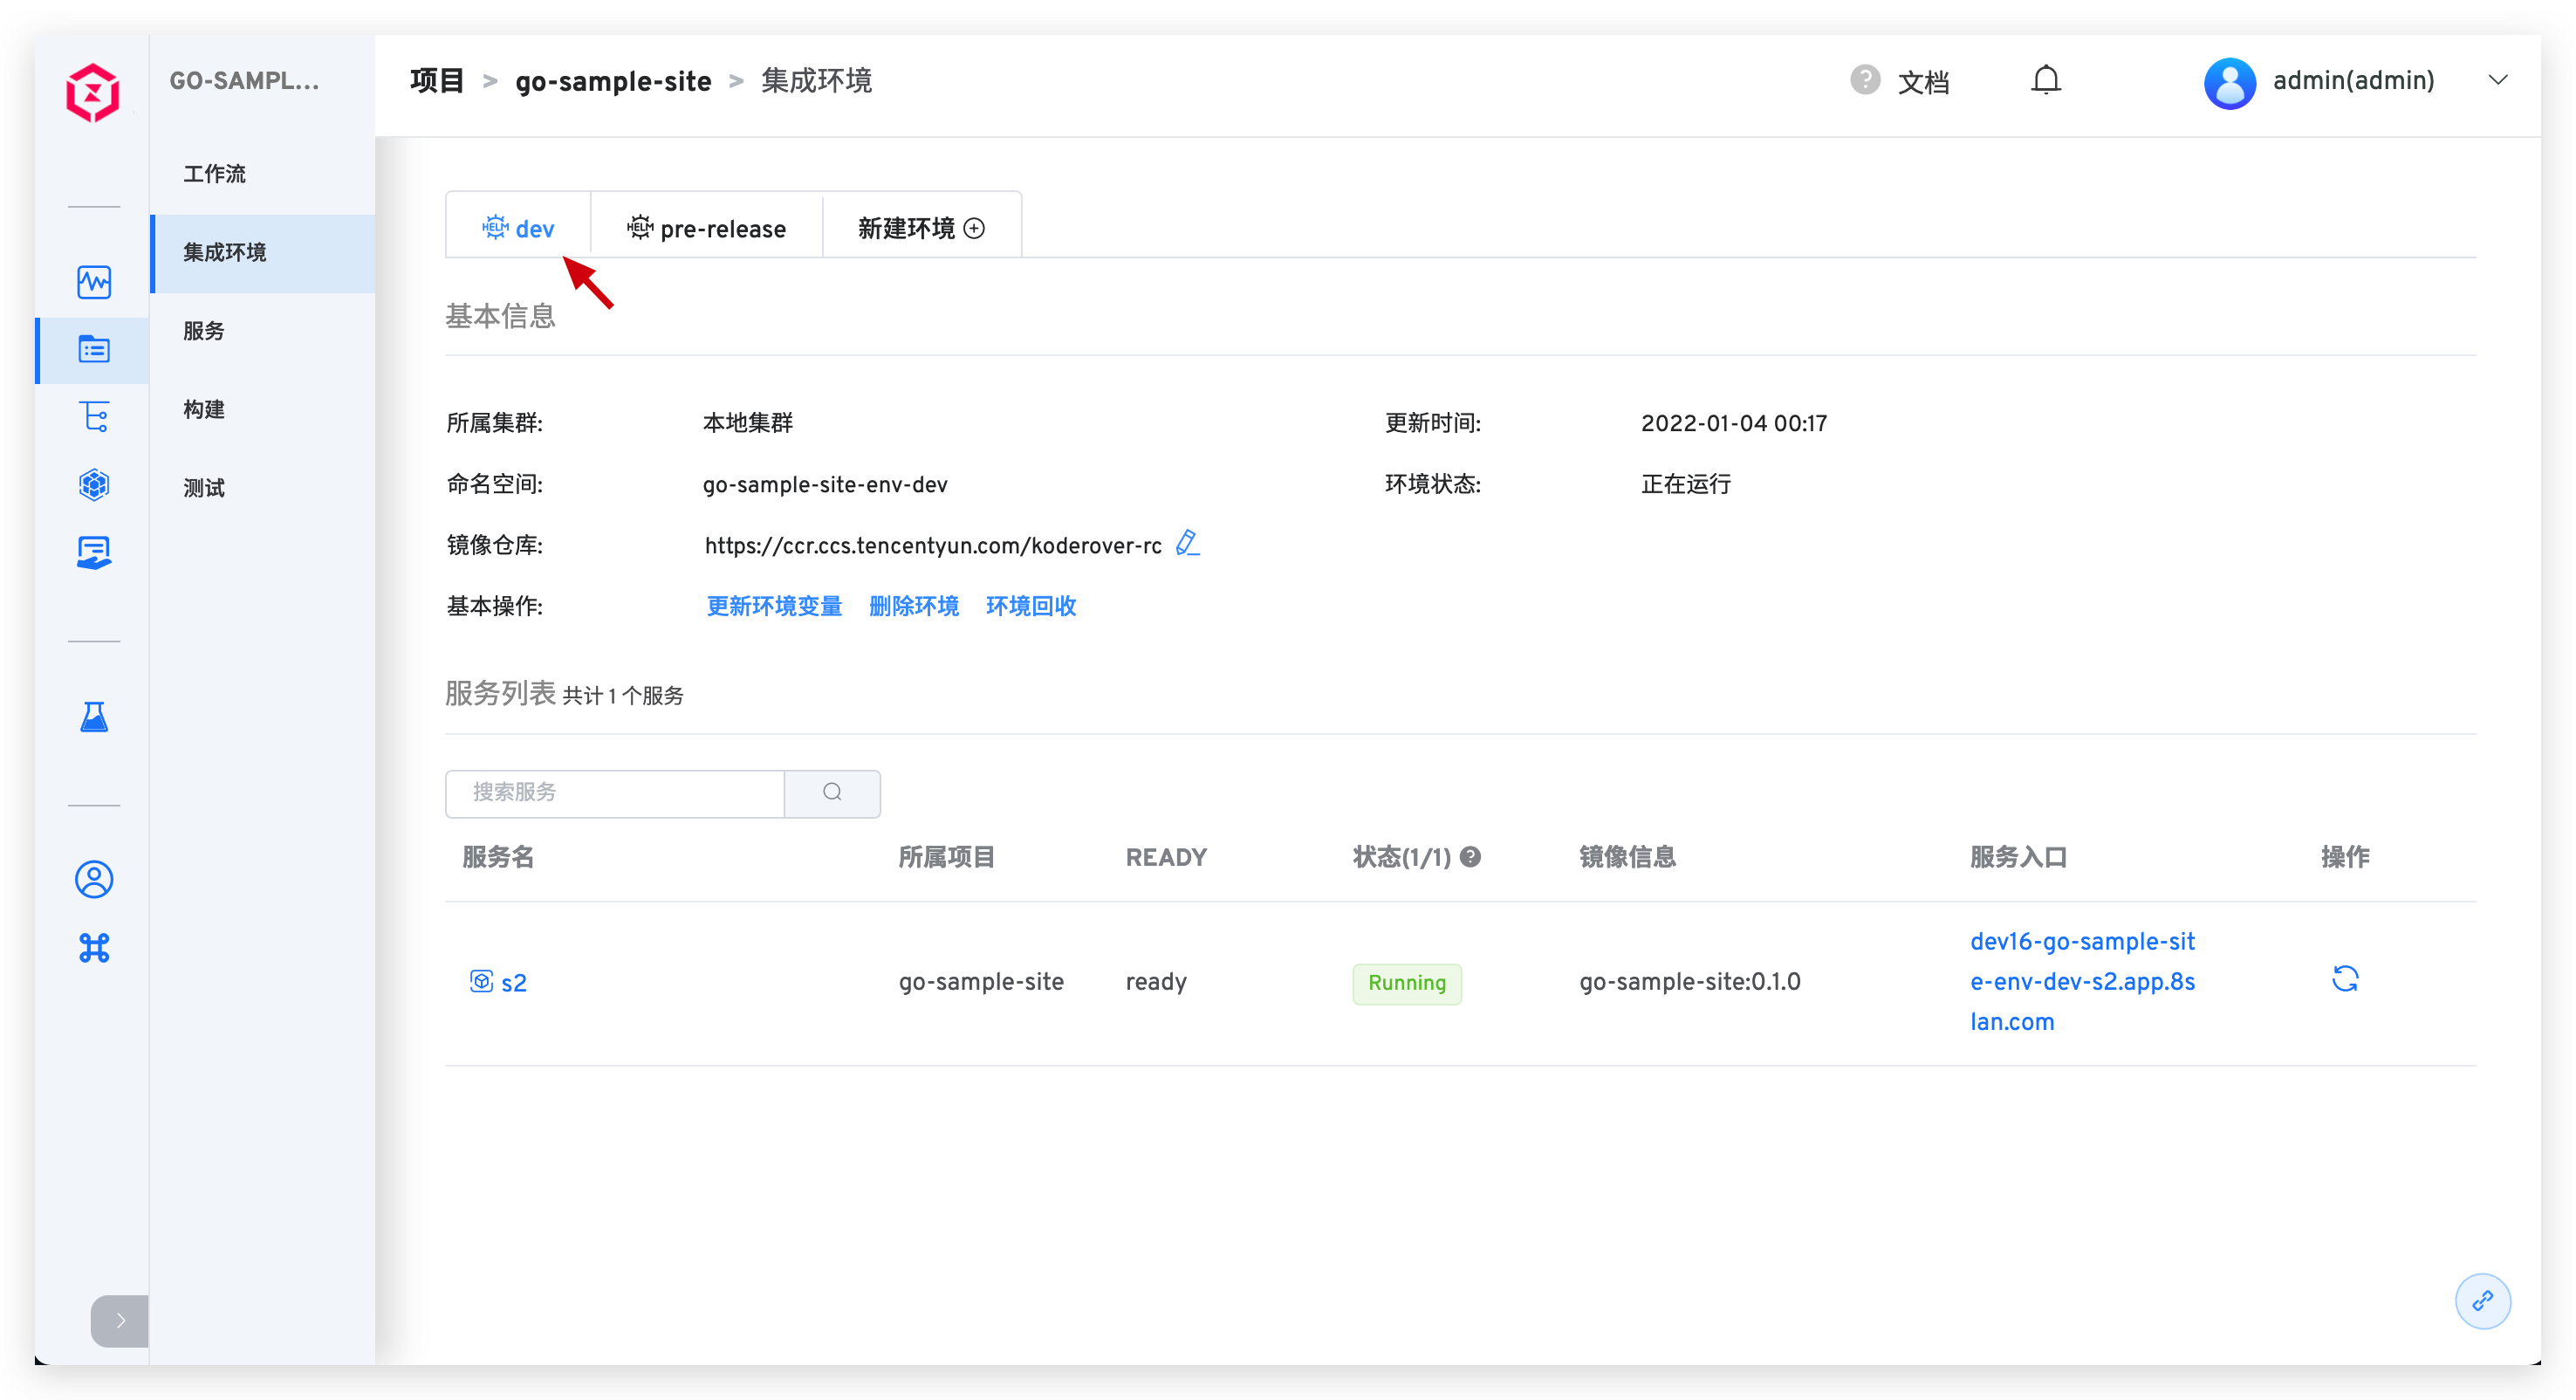 GO-SAMPL...
项目 > go-sample-site > 集成环境
? 文档
admin(admin)
工作流
集成环境
服务
构建
测试
HELM dev
HELM pre-release
新建环境
基本信息
所属集群: 本地集群
更新时间: 2022-01-04 00:17
命名空间: go-sample-site-env-dev
环境状态: 正在运行
镜像仓库: https://ccr.ccs.tencentyun.com/koderover-rc
基本操作: 更新环境变量 删除环境 环境回收
服务列表 共计 1 个服务
搜索服务
服务名 所属项目 READY 状态(1/1) ? 镜像信息 服务入口 操作
s2 go-sample-site ready Running go-sample-site:0.1.0
dev16-go-sample-sit
e-env-dev-s2.app.8s
lan.com